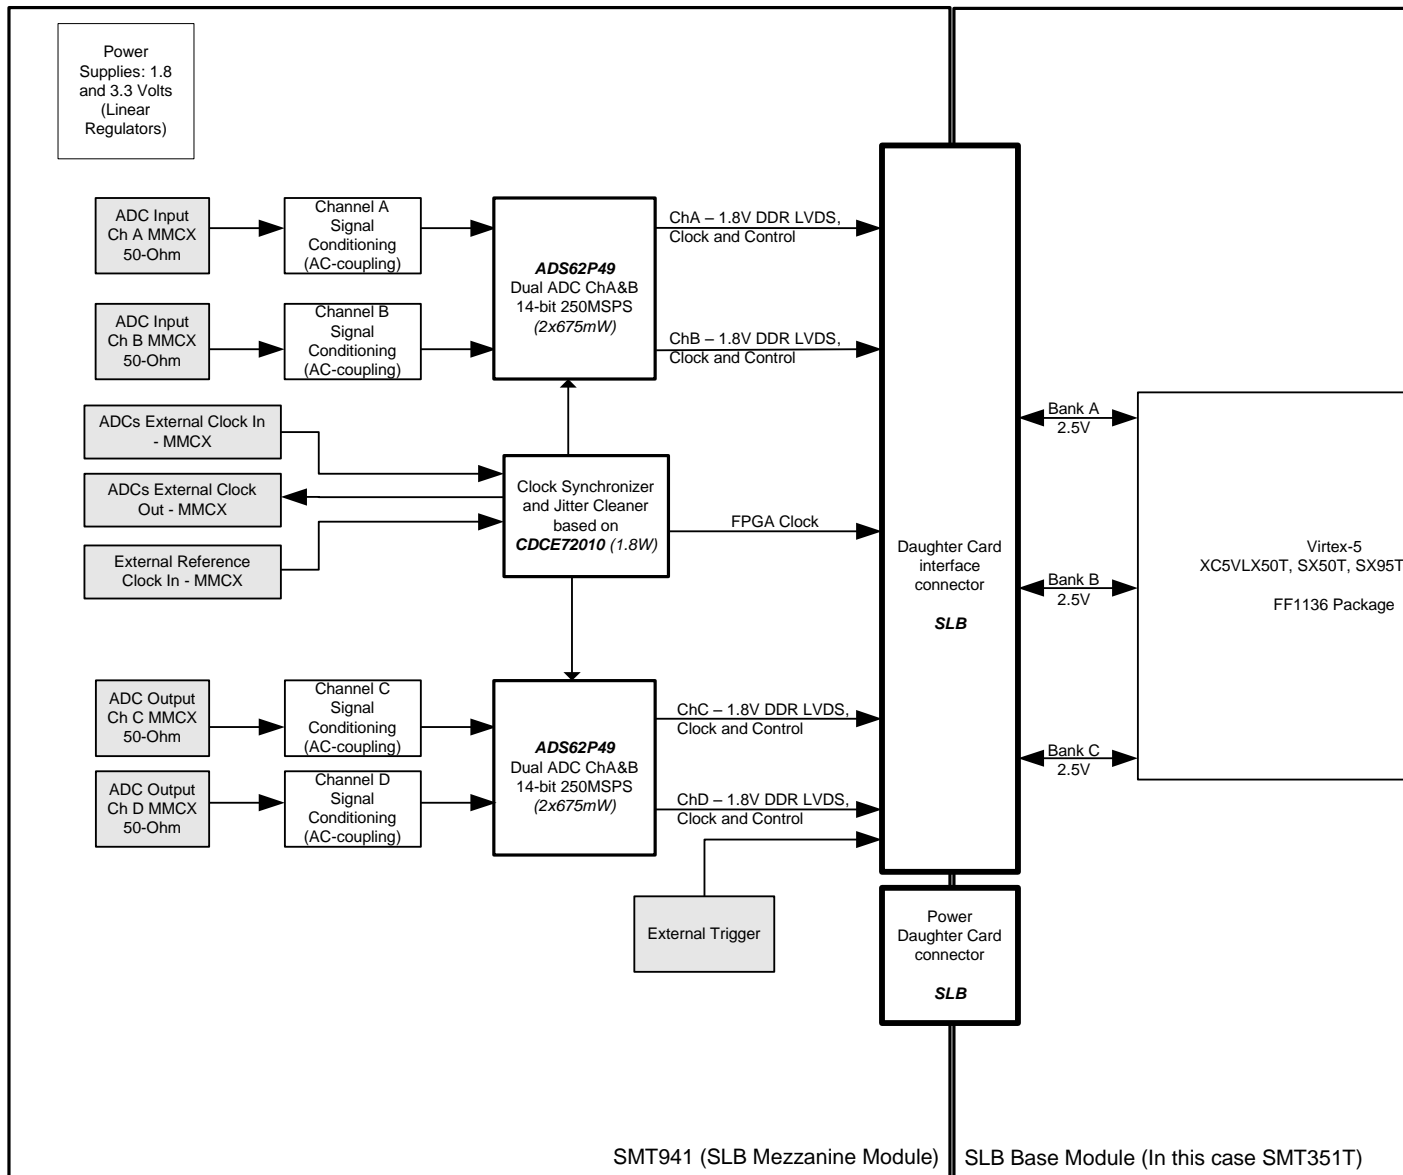 Power
Supplies: 1.8
and 3.3 Volts
(Linear
Regulators)
ADC Input
Ch A MMCX
50-Ohm
Channel A
Signal
Conditioning
(AC-coupling)
ADS62P49
Dual ADC ChA&B
14-bit 250MSPS
(2x675mW)
ChA – 1.8V DDR LVDS,
Clock and Control
ADC Input
Ch B MMCX
50-Ohm
Channel B
Signal
Conditioning
(AC-coupling)
ChB – 1.8V DDR LVDS,
Clock and Control
ADCs External Clock In
- MMCX
ADCs External Clock
Out - MMCX
External Reference
Clock In - MMCX
Clock Synchronizer
and Jitter Cleaner
based on
CDCE72010 (1.8W)
FPGA Clock
Daughter Card
interface
connector
SLB
Bank A
2.5V
Bank B
2.5V
Bank C
2.5V
Virtex-5
XC5VLX50T, SX50T, SX95T
FF1136 Package
ADC Output
Ch C MMCX
50-Ohm
Channel C
Signal
Conditioning
(AC-coupling)
ADS62P49
Dual ADC ChA&B
14-bit 250MSPS
(2x675mW)
ChC – 1.8V DDR LVDS,
Clock and Control
ADC Output
Ch D MMCX
50-Ohm
Channel D
Signal
Conditioning
(AC-coupling)
ChD – 1.8V DDR LVDS,
Clock and Control
External Trigger
Power
Daughter Card
connector
SLB
SMT941 (SLB Mezzanine Module)
SLB Base Module (In this case SMT351T)